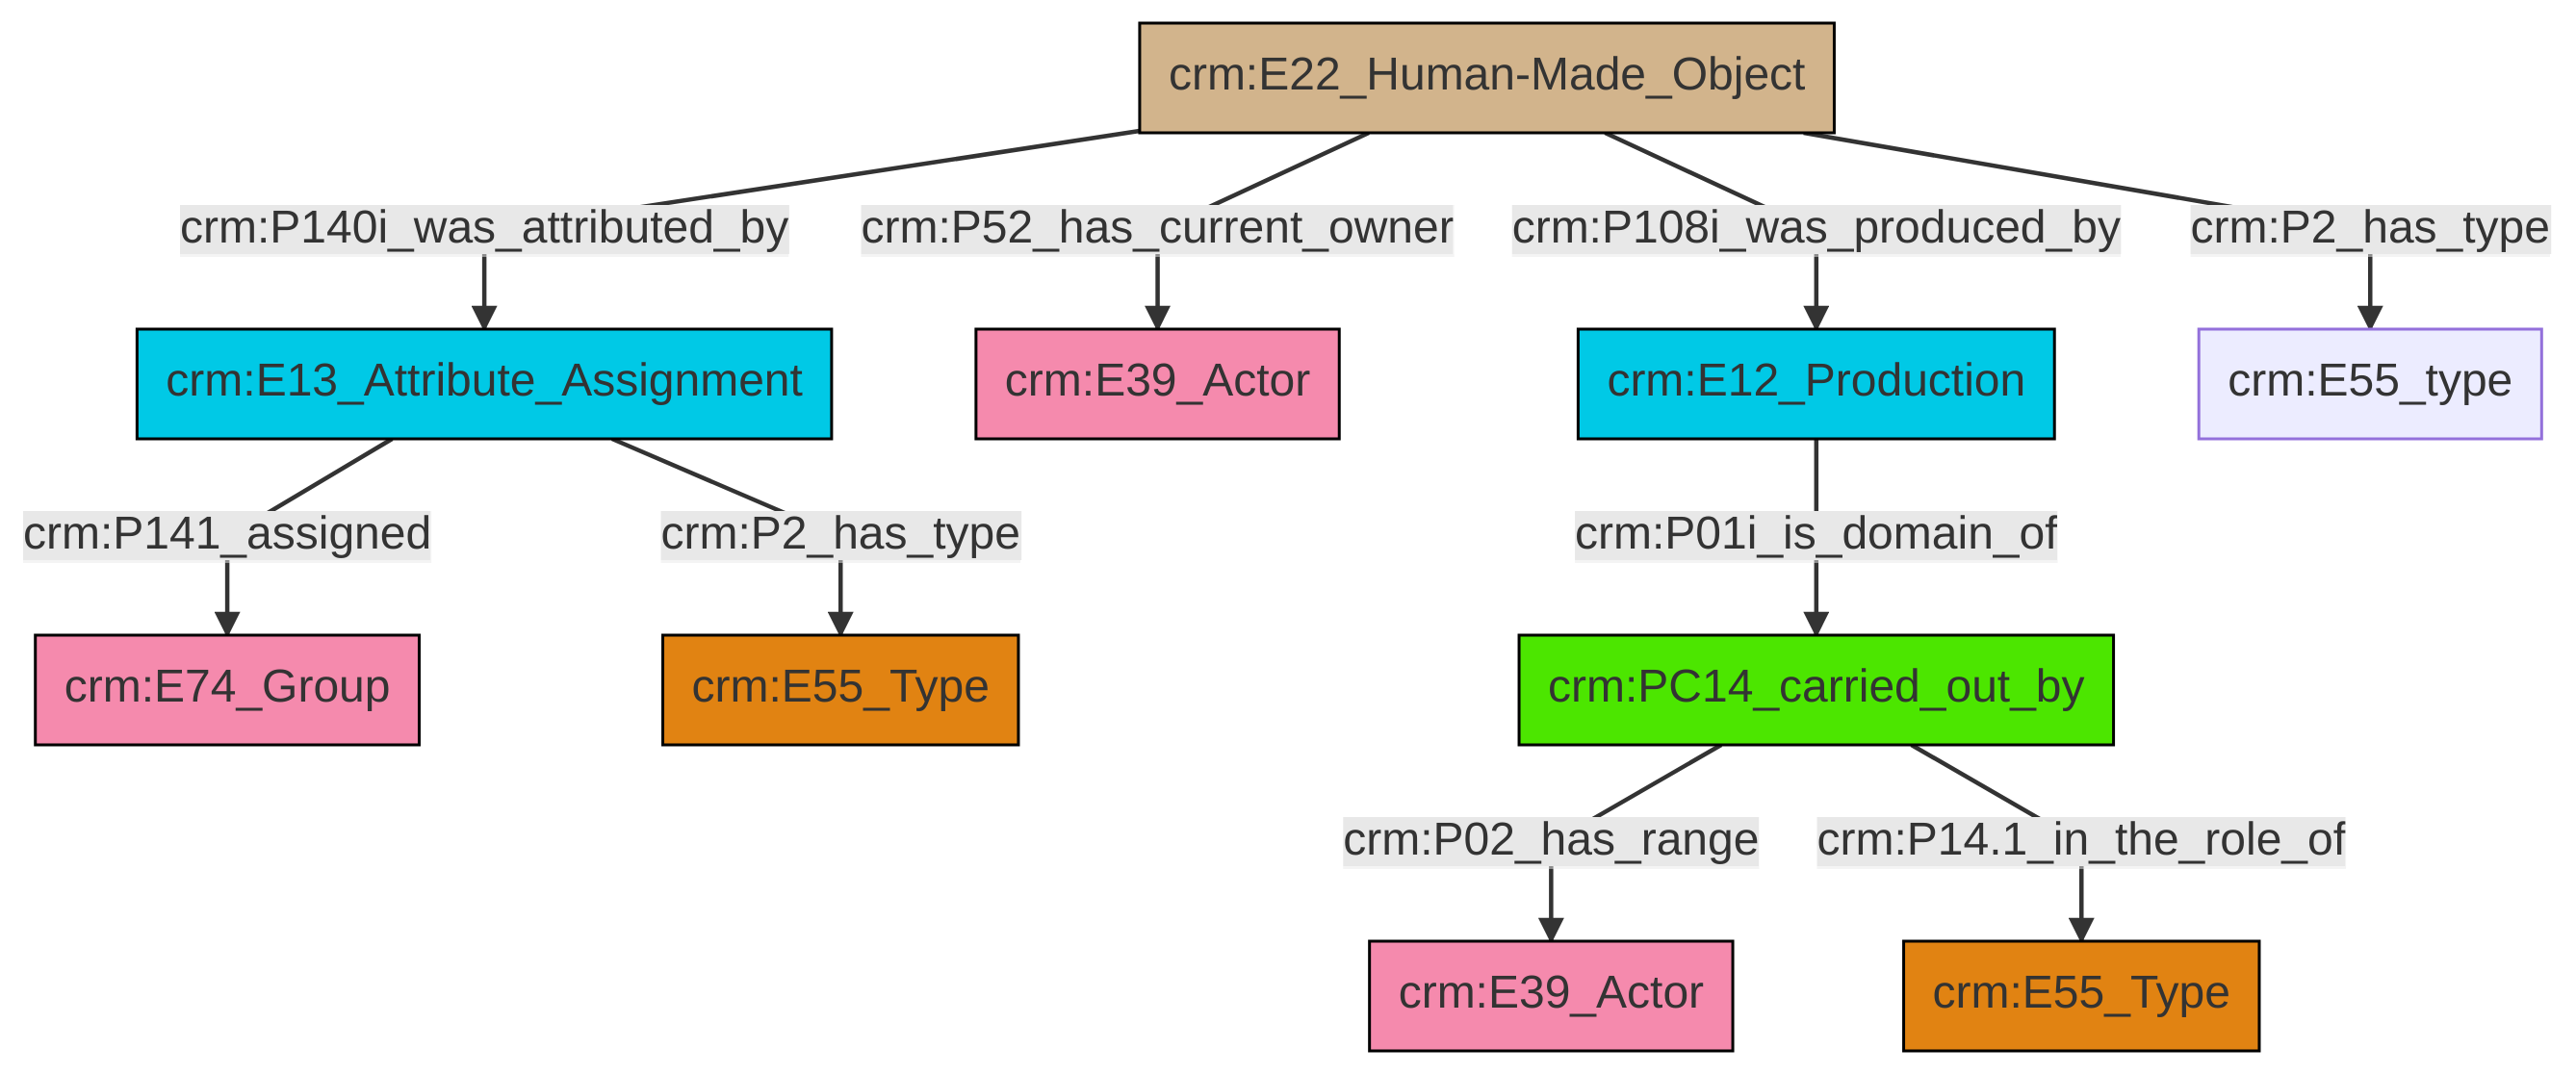 crm:E22_Human-Made_Object
crm:P140i_was_attributed_by
crm:P52_has_current_owner
crm:P108i_was_produced_by
crm:P2_has_type
crm:E13_Attribute_Assignment
crm:E39_Actor
crm:E12_Production
crm:E55_type
crm:P141_assigned
crm:P2_has_type
crm:P01i_is_domain_of
crm:E74_Group
crm:E55_Type
crm:PC14_carried_out_by
crm:P02_has_range
crm:P14.1_in_the_role_of
crm:E39_Actor
crm:E55_Type